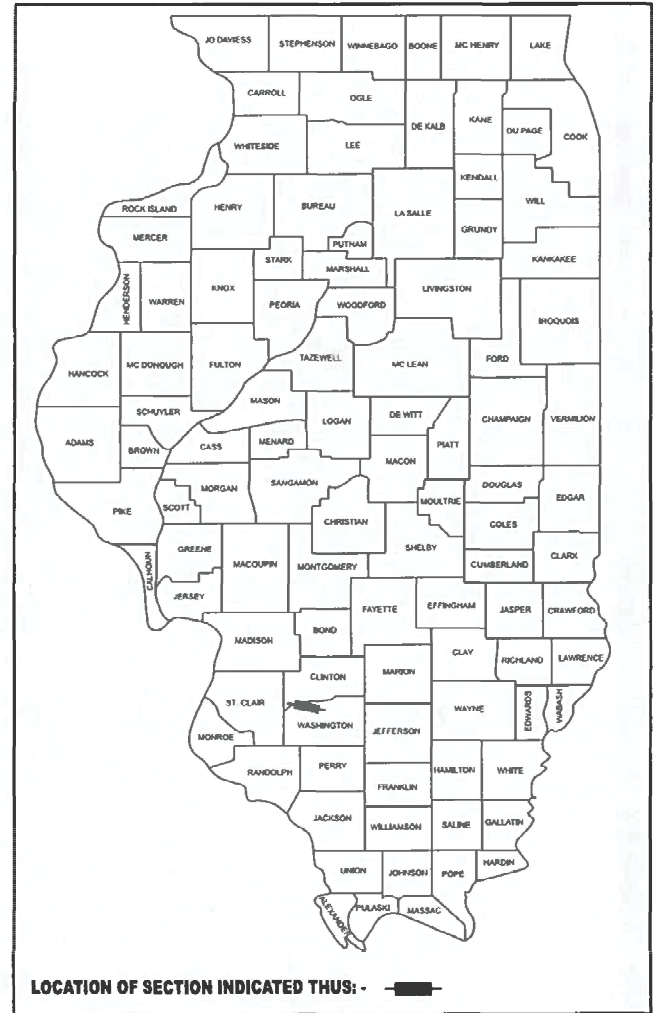 JO DAVIESS STEPHENSON WINNEBAGO BOONE MC HENRY LAKE
CARROLL OGLE DE KALB KANE DU PAGE COOK
WHITESIDE LEE
KENDALL WILL
ROCK ISLAND HENRY BUREAU LA SALLE GRUNDY
MERCER PUTNAM
STARK MARSHALL KANKAKEE
HENDERSON WARREN KNOX PEORIA WOODFORD LIVINGSTON IROQUOIS
HANCOCK MC DONOUGH FULTON TAZEWELL MC LEAN FORD
MASON
SCHUYLER LOGAN DE WITT CHAMPAIGN VERMILION
ADAMS BROWN CASS MENARD MACON PIATT
SANGAMON DOUGLAS
PIKE SCOTT MORGAN CHRISTIAN MOULTRIE COLES EDGAR
GREENE MACOUPIN MONTGOMERY SHELBY CUMBERLAND CLARK
CALHOUN JERSEY FAYETTE EFFINGHAM JASPER CRAWFORD
MADISON BOND
CLAY RICHLAND LAWRENCE
CLINTON MARION
ST. CLAIR WASHINGTON WAYNE EDWARDS WABASH
MONROE JEFFERSON
RANDOLPH PERRY HAMILTON WHITE
FRANKLIN
JACKSON WILLIAMSON SALINE GALLATIN
UNION JOHNSON POPE HARDIN
ALEXANDER PULASKI MASSAC
LOCATION OF SECTION INDICATED THUS: -